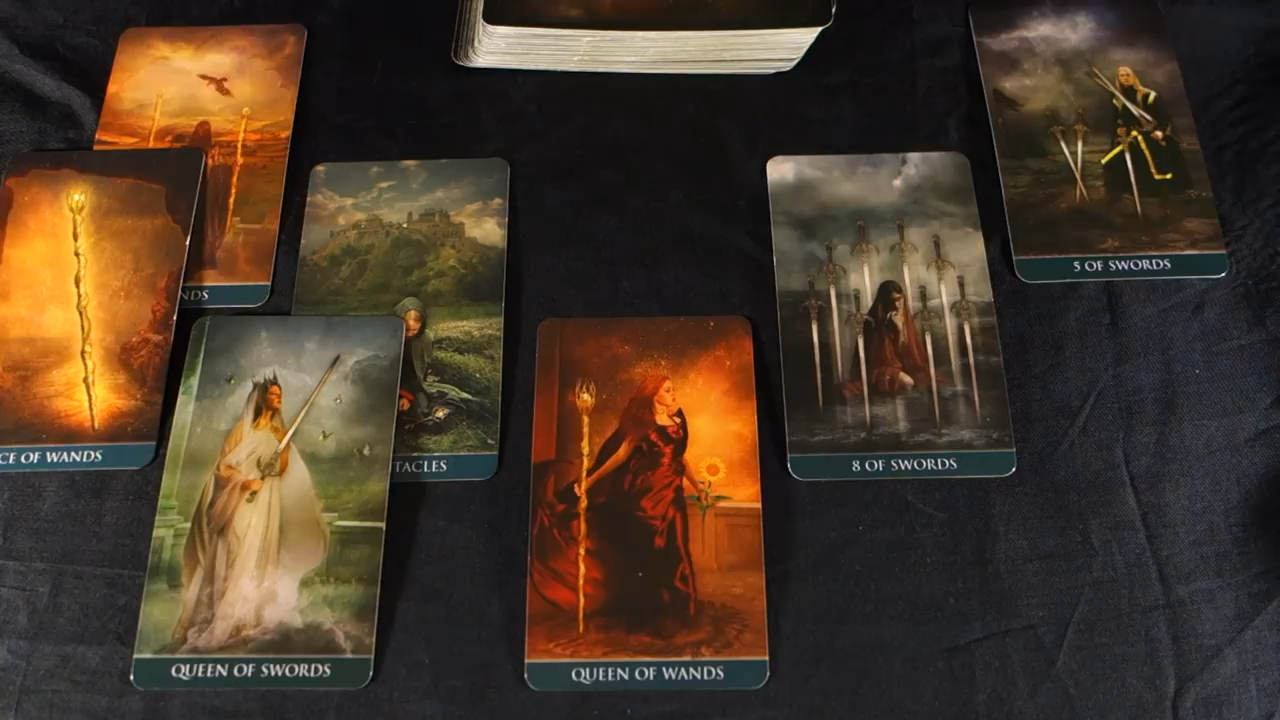 5 OF SWORDS
NDS
CE OF WANDS
TACLES
8 OF SWORDS
QUEEN OF SWORDS
QUEEN OF WANDS